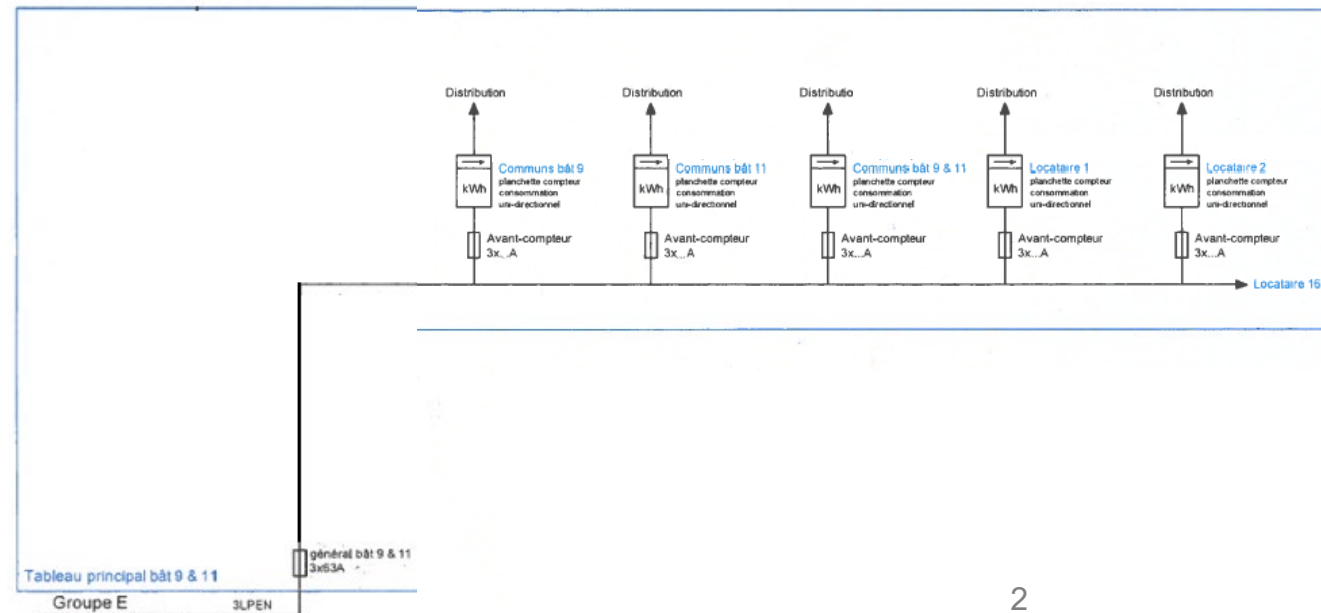 Distribution
Distribution
Distributio
Distribution
Distribution
Communs bât 9
planchette compteur
consommation
uni-directionnel
kWh
Communs bât 11
planchette compteur
consommation
uni-directionnel
kWh
Communs bât 9 & 11
planchette compteur
consommation
uni-directionnel
kWh
Locataire 1
planchette compteur
consommation
uni-directionnel
kWh
Locataire 2
planchette compteur
consommation
uni-directionnel
kWh
Avant-compteur
3x...A
Avant-compteur
3x...A
Avant-compteur
3x...A
Avant-compteur
3x...A
Avant-compteur
3x...A
Locataire 16
général bât 9 & 11
3x63A
Tableau principal bât 9 & 11
Groupe E
3LPEN
2